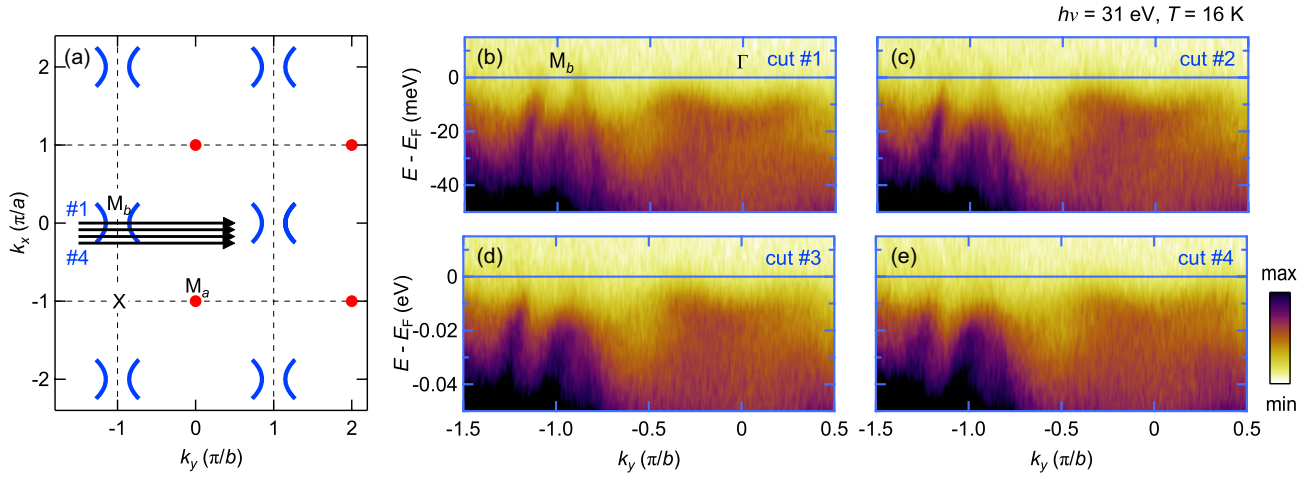 hν = 31 eV, T = 16 K
(a)
2
1
0
-1
-2
kx (π/a)
#1
Mb
#4
Ma
X
-1
0
1
2
ky (π/b)
(b)
Mb
Γ
cut #1
0
-20
-40
E - EF (meV)
(c)
cut #2
(d)
cut #3
0
-0.02
-0.04
E - EF (eV)
-1.5
-1.0
-0.5
0
0.5
ky (π/b)
(e)
cut #4
-1.5
-1.0
-0.5
0
0.5
ky (π/b)
max
min